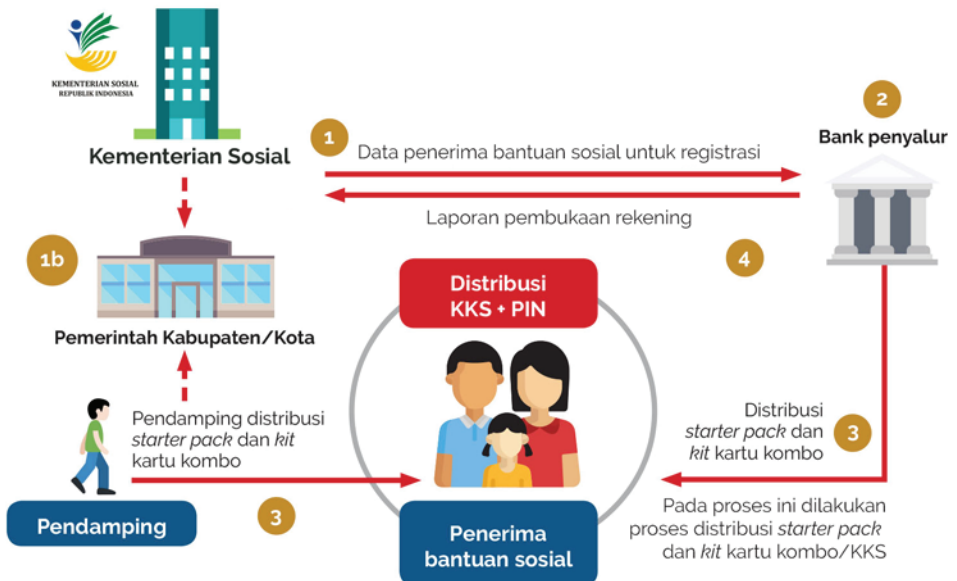 KEMENTERIAN SOSIAL
REPUBLIK INDONESIA
Kementerian Sosial
1
Data penerima bantuan sosial untuk registrasi
Laporan pembukaan rekening
2
Bank penyalur
1b
Pemerintah Kabupaten/Kota
4
Distribusi
KKS + PIN
Pendamping distribusi
starter pack dan kit
kartu kombo
3
Pendamping
Penerima
bantuan sosial
Distribusi
starter pack dan
kit kartu kombo
3
Pada proses ini dilakukan
proses distribusi starter pack
dan kit kartu kombo/KKS